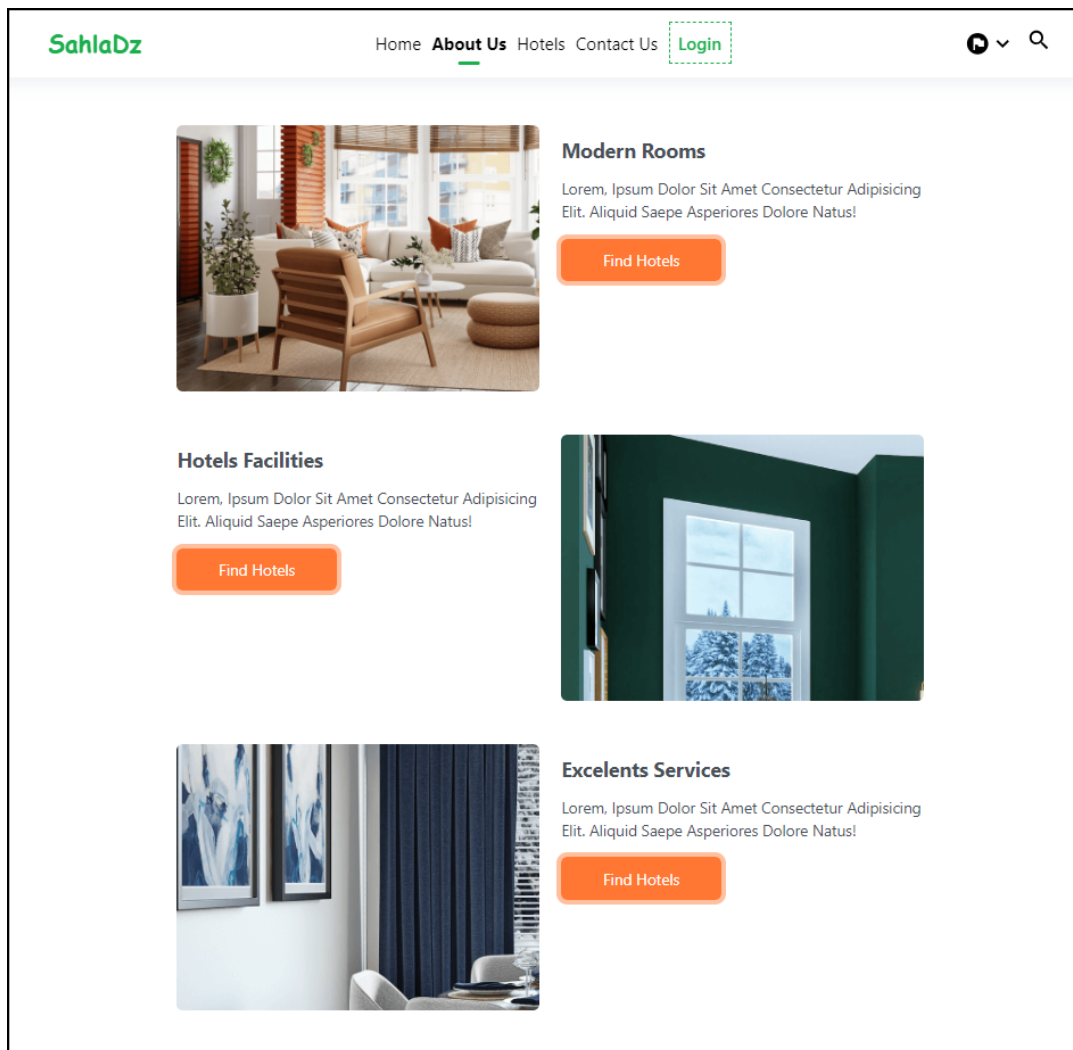 SahlaDz
Home About Us Hotels Contact Us Login
Modern Rooms
Lorem, Ipsum Dolor Sit Amet Consectetur Adipisicing
Elit. Aliquid Saepe Asperiores Dolore Natus!
Find Hotels
Hotels Facilities
Lorem, Ipsum Dolor Sit Amet Consectetur Adipisicing
Elit. Aliquid Saepe Asperiores Dolore Natus!
Find Hotels
Excelents Services
Lorem, Ipsum Dolor Sit Amet Consectetur Adipisicing
Elit. Aliquid Saepe Asperiores Dolore Natus!
Find Hotels